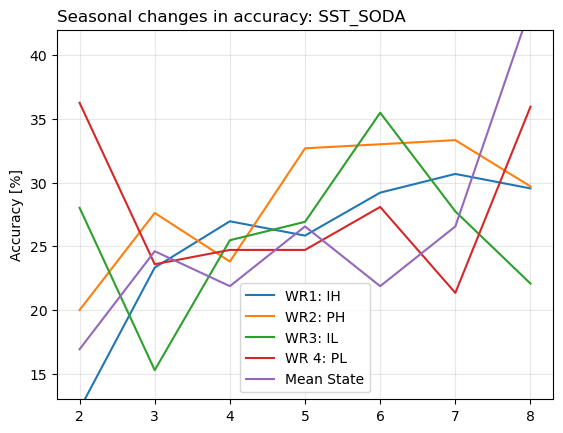 Seasonal changes in accuracy: SST_SODA
Accuracy [%]
40
35
30
25
20
15
2 3 4 5 6 7 8
WR1: IH
WR2: PH
WR3: IL
WR 4: PL
Mean State